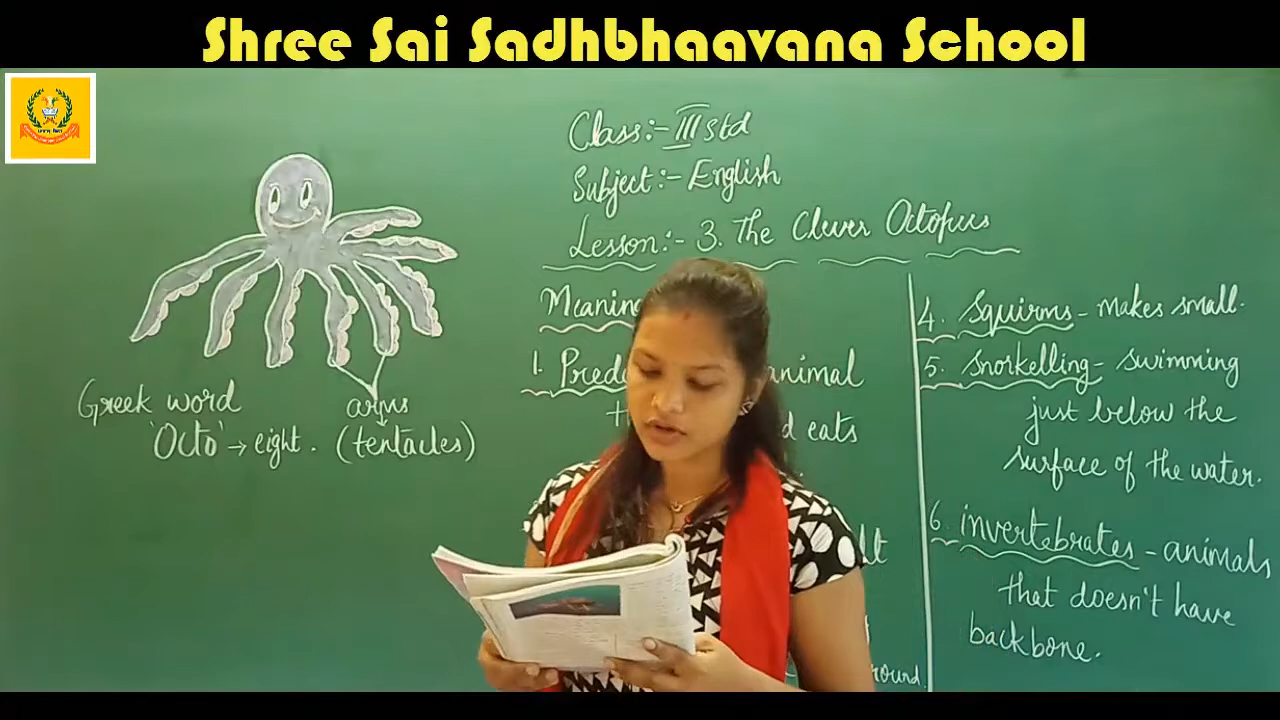 Shree Sai Sadhbhaavana School
Class:- III Std
Subject:- English
Lesson:- 3. The Clever Octopus
Greek word
'Octo' → eight.
arms
(tentacles)
1.
animal
eats
round.
4. Squirms - makes small
5. Snorkelling - swimming
just below the
surface of the water.
6. invertebrates - animals
that doesn't have
backbone.